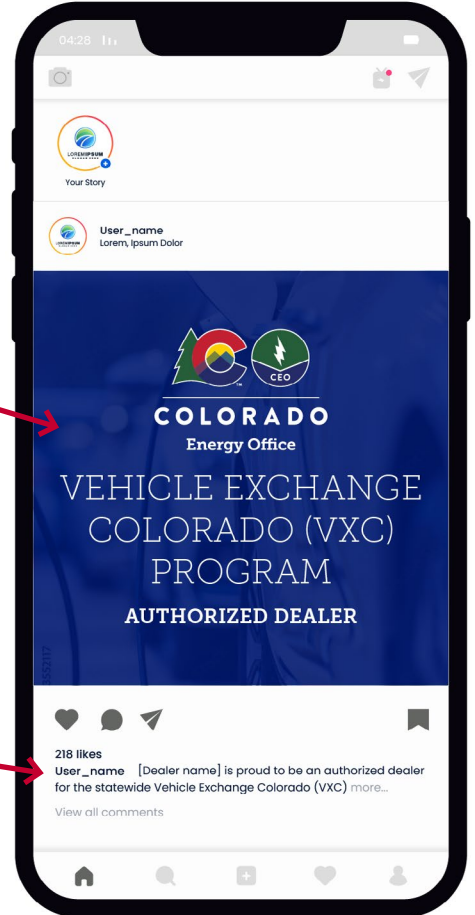 04:28
LOREMIPSUM
Your Story
User_name
Lorem, Ipsum Dolor
CEO
COLORADO
Energy Office
VEHICLE EXCHANGE
COLORADO (VXC)
PROGRAM
AUTHORIZED DEALER
218 likes
User_name [Dealer name] is proud to be an authorized dealer
for the statewide Vehicle Exchange Colorado (VXC) more...
View all comments